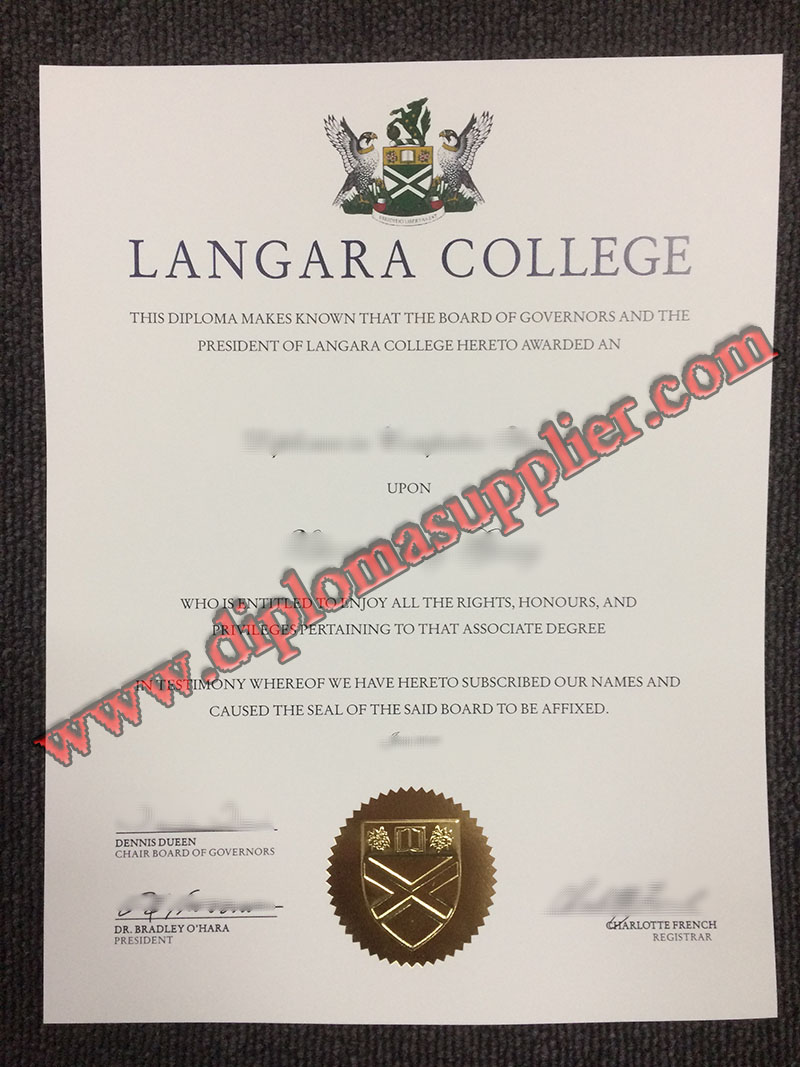 LANGARA COLLEGE
THIS DIPLOMA MAKES KNOWN THAT THE BOARD OF GOVERNORS AND THE
PRESIDENT OF LANGARA COLLEGE HERETO AWARDED AN
UPON
WHO IS ENTITLED TO ENJOY ALL THE RIGHTS, HONOURS, AND
PRIVILEGES PERTAINING TO THAT ASSOCIATE DEGREE
www.diplomasupplier.com
IN TESTIMONY WHEREOF WE HAVE HERETO SUBSCRIBED OUR NAMES AND
CAUSED THE SEAL OF THE SAID BOARD TO BE AFFIXED.
DENNIS DUEEN
CHAIR BOARD OF GOVERNORS
DR. BRADLEY O'HARA
PRESIDENT
CHARLOTTE FRENCH
REGISTRAR